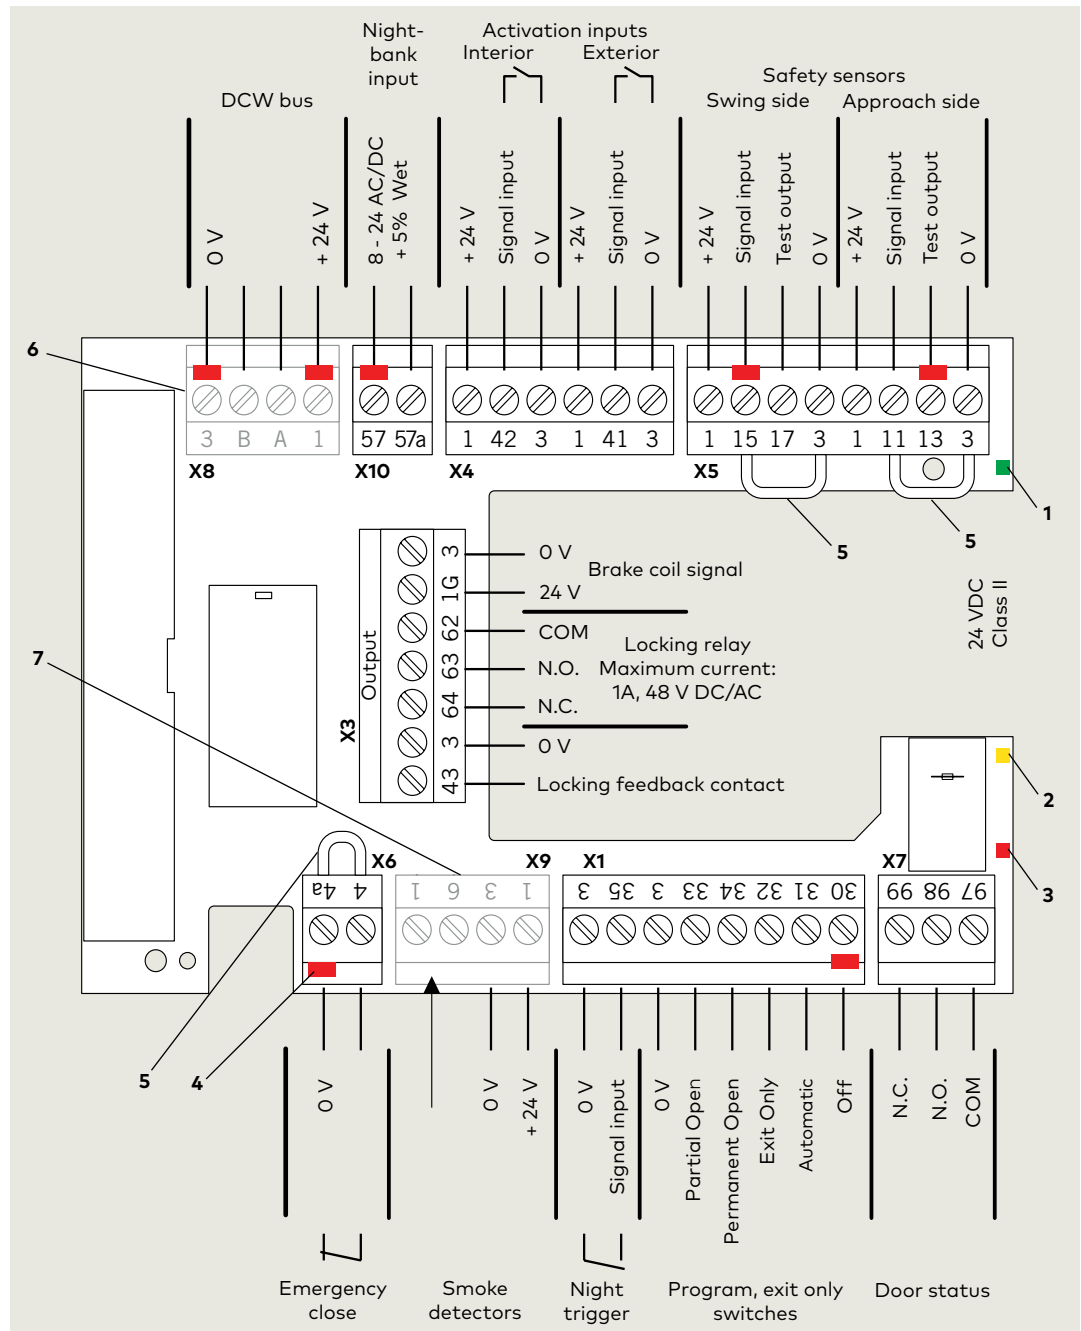 Night-
bank
input
Activation inputs
Interior
Exterior
Safety sensors
Swing side
Approach side
DCW bus
0 V
+ 24 V
8 - 24 AC/DC
+ 5% Wet
+ 24 V
Signal input
0 V
+ 24 V
Signal input
0 V
+ 24 V
Signal input
Test output
0 V
+ 24 V
Signal input
Test output
0 V
6
3 B A 1
57 57a
1 42 3 1 41 3
1 15 17 3 1 11 13 3
X8
X10
X4
X5
1
5
5
24 VDC
Class II
Output
X3
3
1G
62
63
64
3
43
0 V
24 V
Brake coil signal
COM
N.O.
N.C.
Locking relay
Maximum current:
1A, 48 V DC/AC
0 V
Locking feedback contact
7
2
3
X6
X9
X1
X7
4a 4
1 6 3 1
3 35 3 33 34 32 31 30
99 98 97
5
4
0 V
0 V
+ 24 V
0 V
Signal input
0 V
Partial Open
Permanent Open
Exit Only
Automatic
Off
N.C.
N.O.
COM
Emergency
close
Smoke
detectors
Night
trigger
Program, exit only
switches
Door status